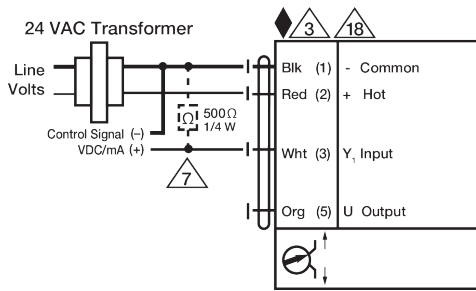 24 VAC Transformer
3 18
Line
Volts
Blk (1) - Common
Red (2) + Hot
Ω 500Ω
1/4 W
Control Signal (–)
VDC/mA (+)
Wht (3) Y1 Input
7
Org (5) U Output